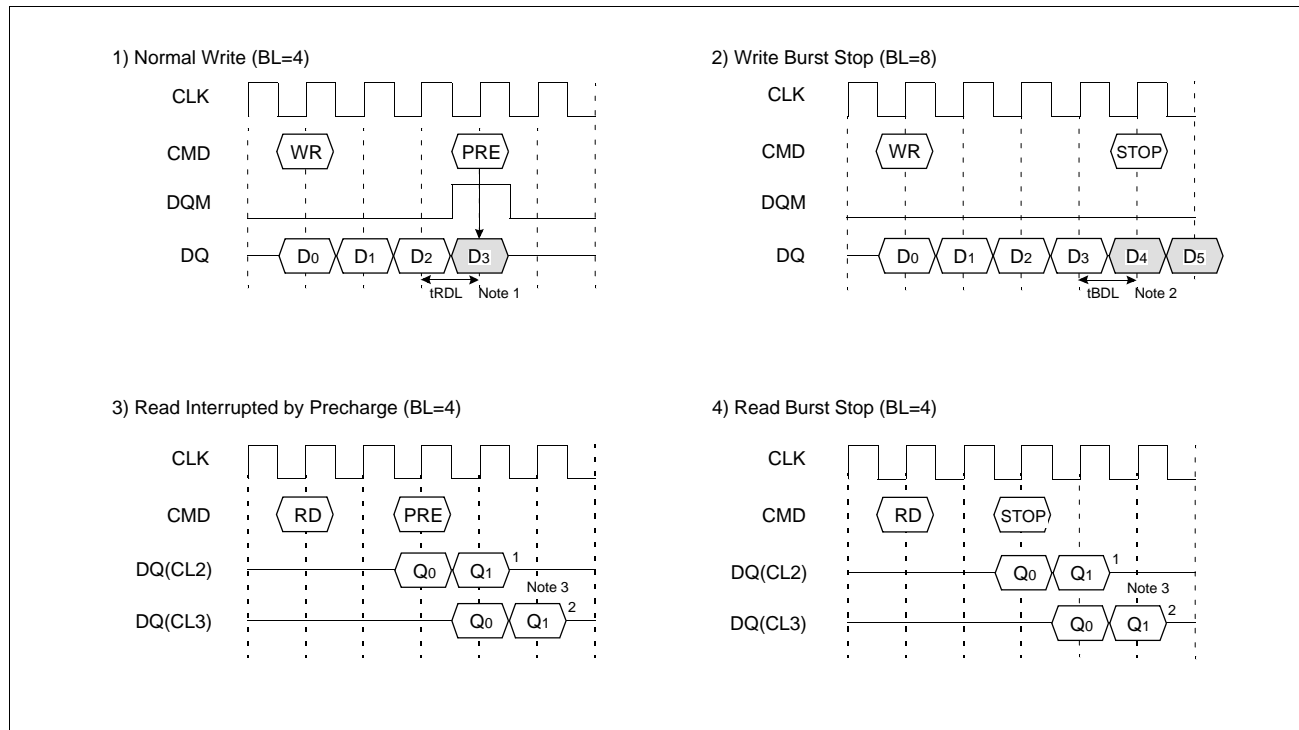 1) Normal Write (BL=4)
CLK
CMD WR PRE
DQM
DQ D0 D1 D2 D3
tRDL Note 1
2) Write Burst Stop (BL=8)
CLK
CMD WR STOP
DQM
DQ D0 D1 D2 D3 D4 D5
tBDL Note 2
3) Read Interrupted by Precharge (BL=4)
CLK
CMD RD PRE
DQ(CL2) Q0 Q1 1
Note 3
DQ(CL3) Q0 Q1 2
4) Read Burst Stop (BL=4)
CLK
CMD RD STOP
DQ(CL2) Q0 Q1 1
Note 3
DQ(CL3) Q0 Q1 2